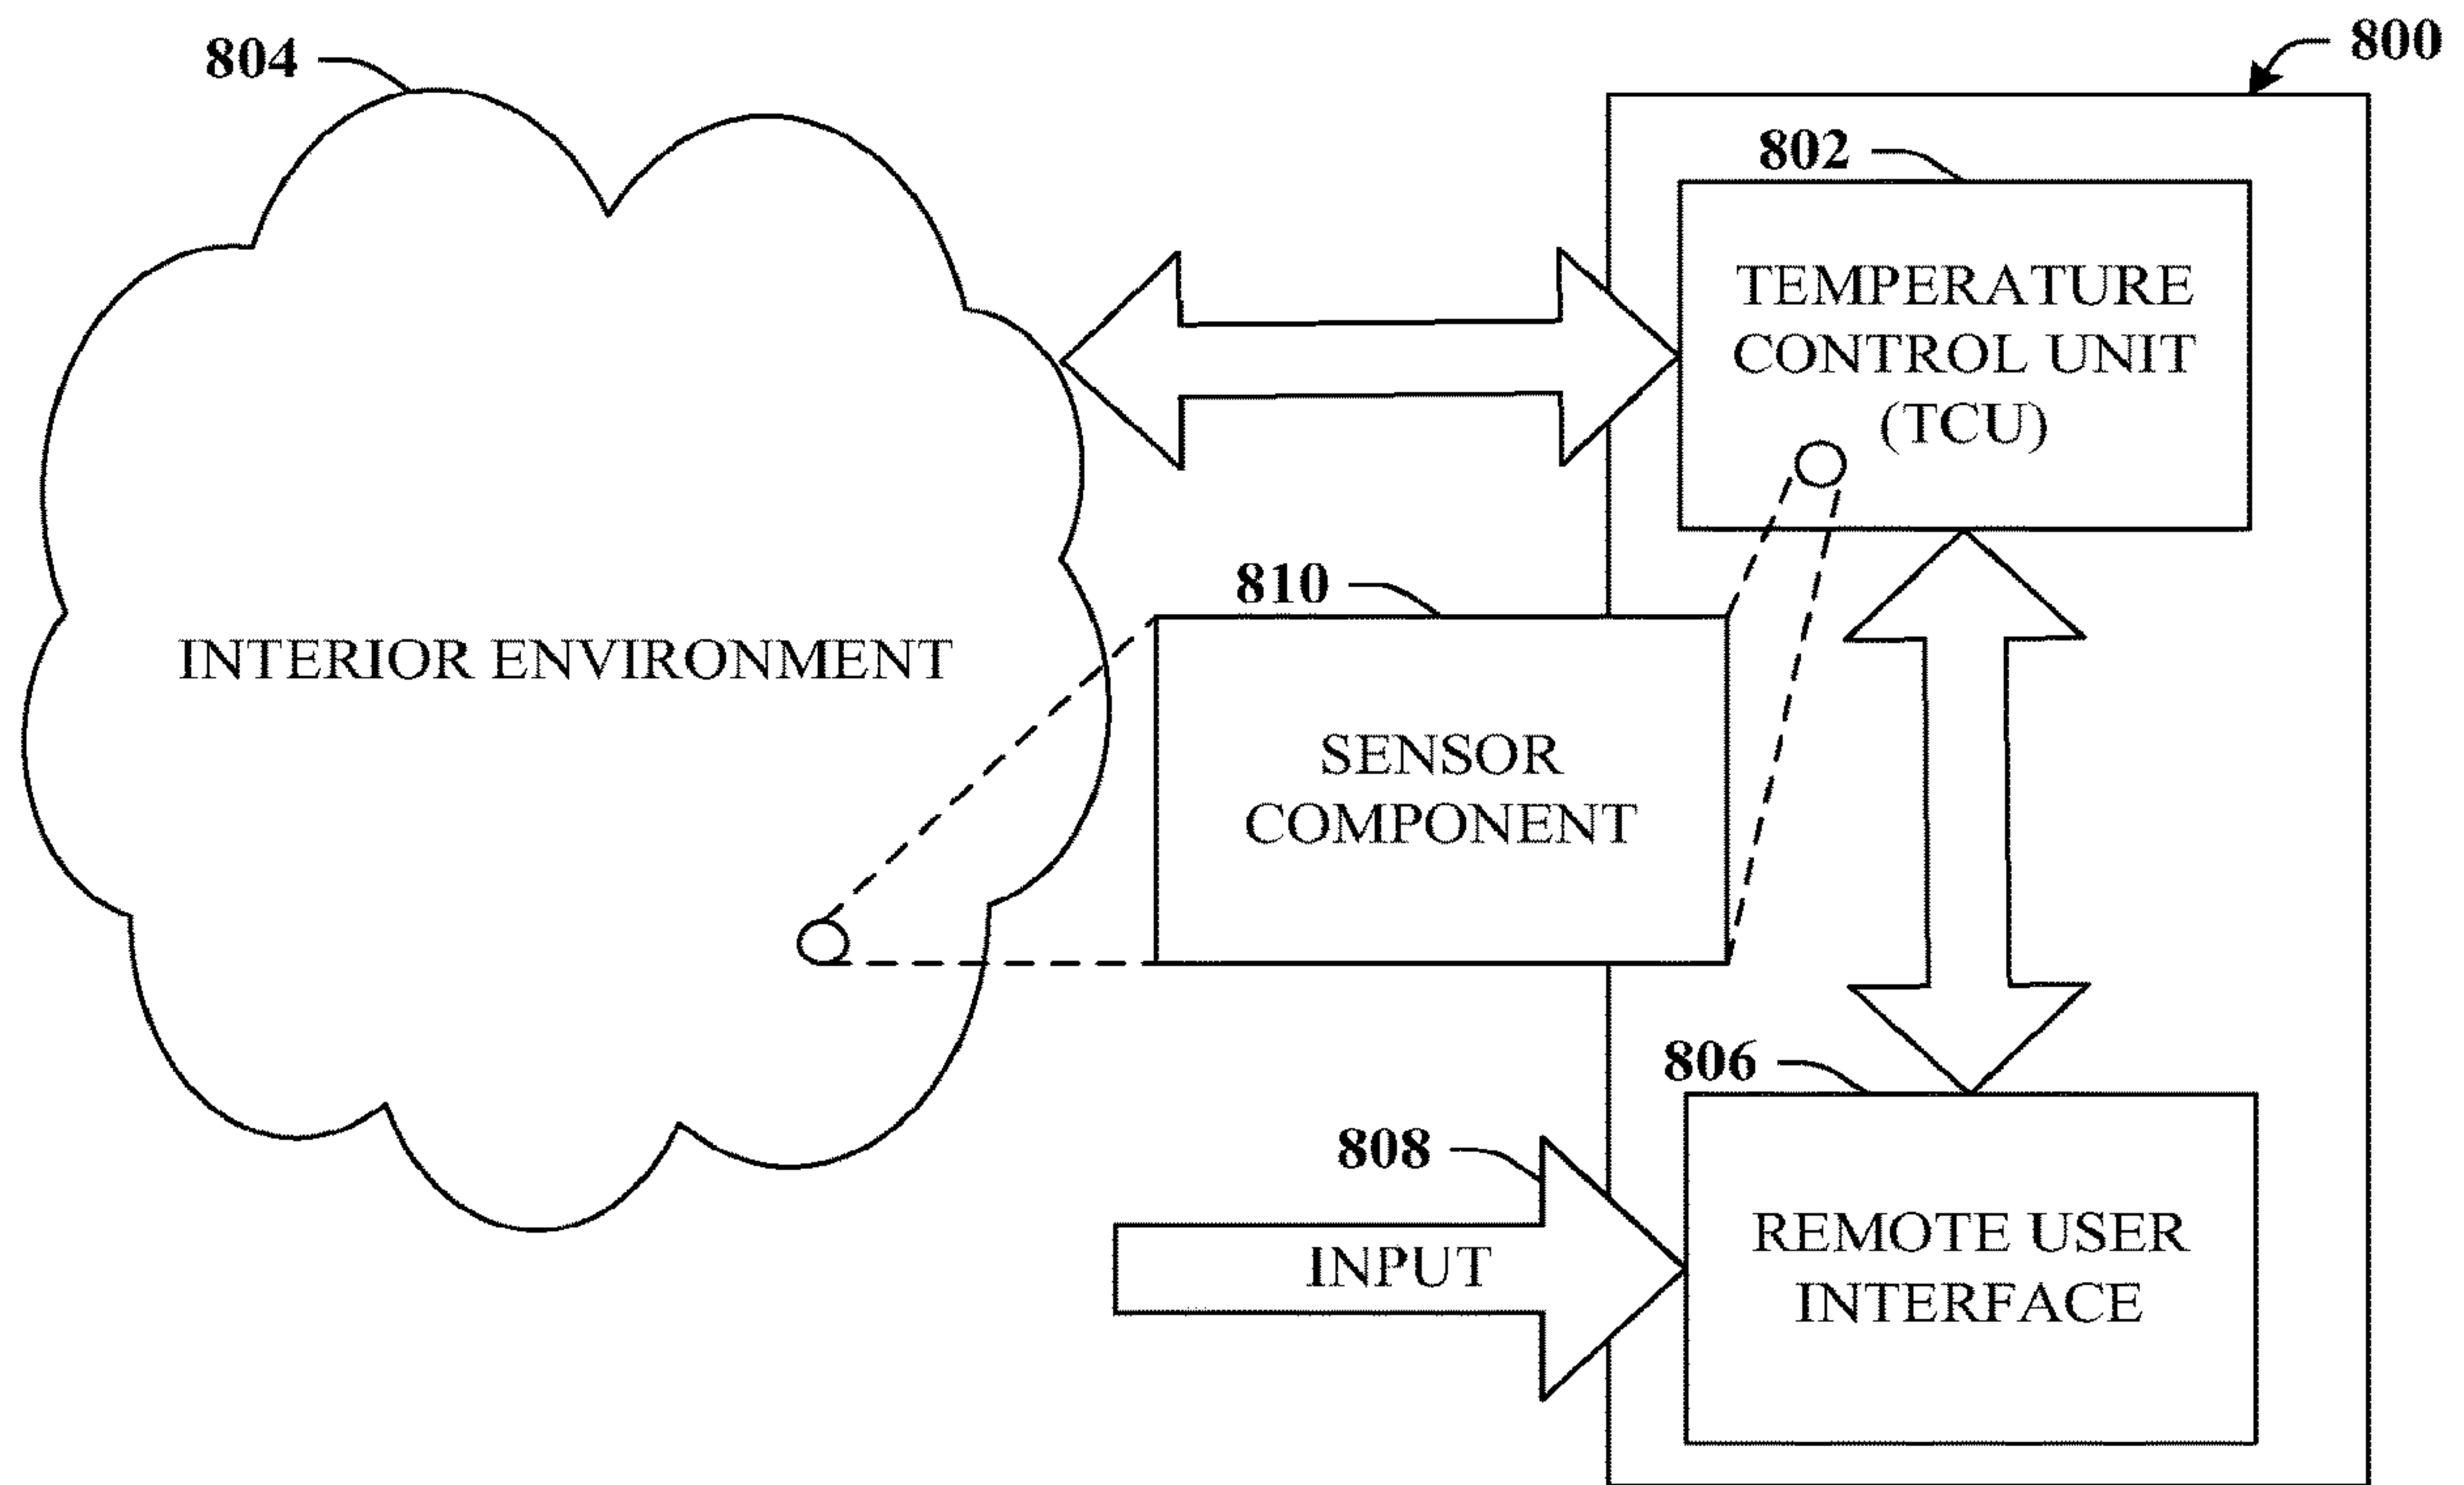 804
800
802
TEMPERATURE
CONTROL UNIT
(TCU)
810
INTERIOR ENVIRONMENT
SENSOR
COMPONENT
806
808
INPUT
REMOTE USER
INTERFACE